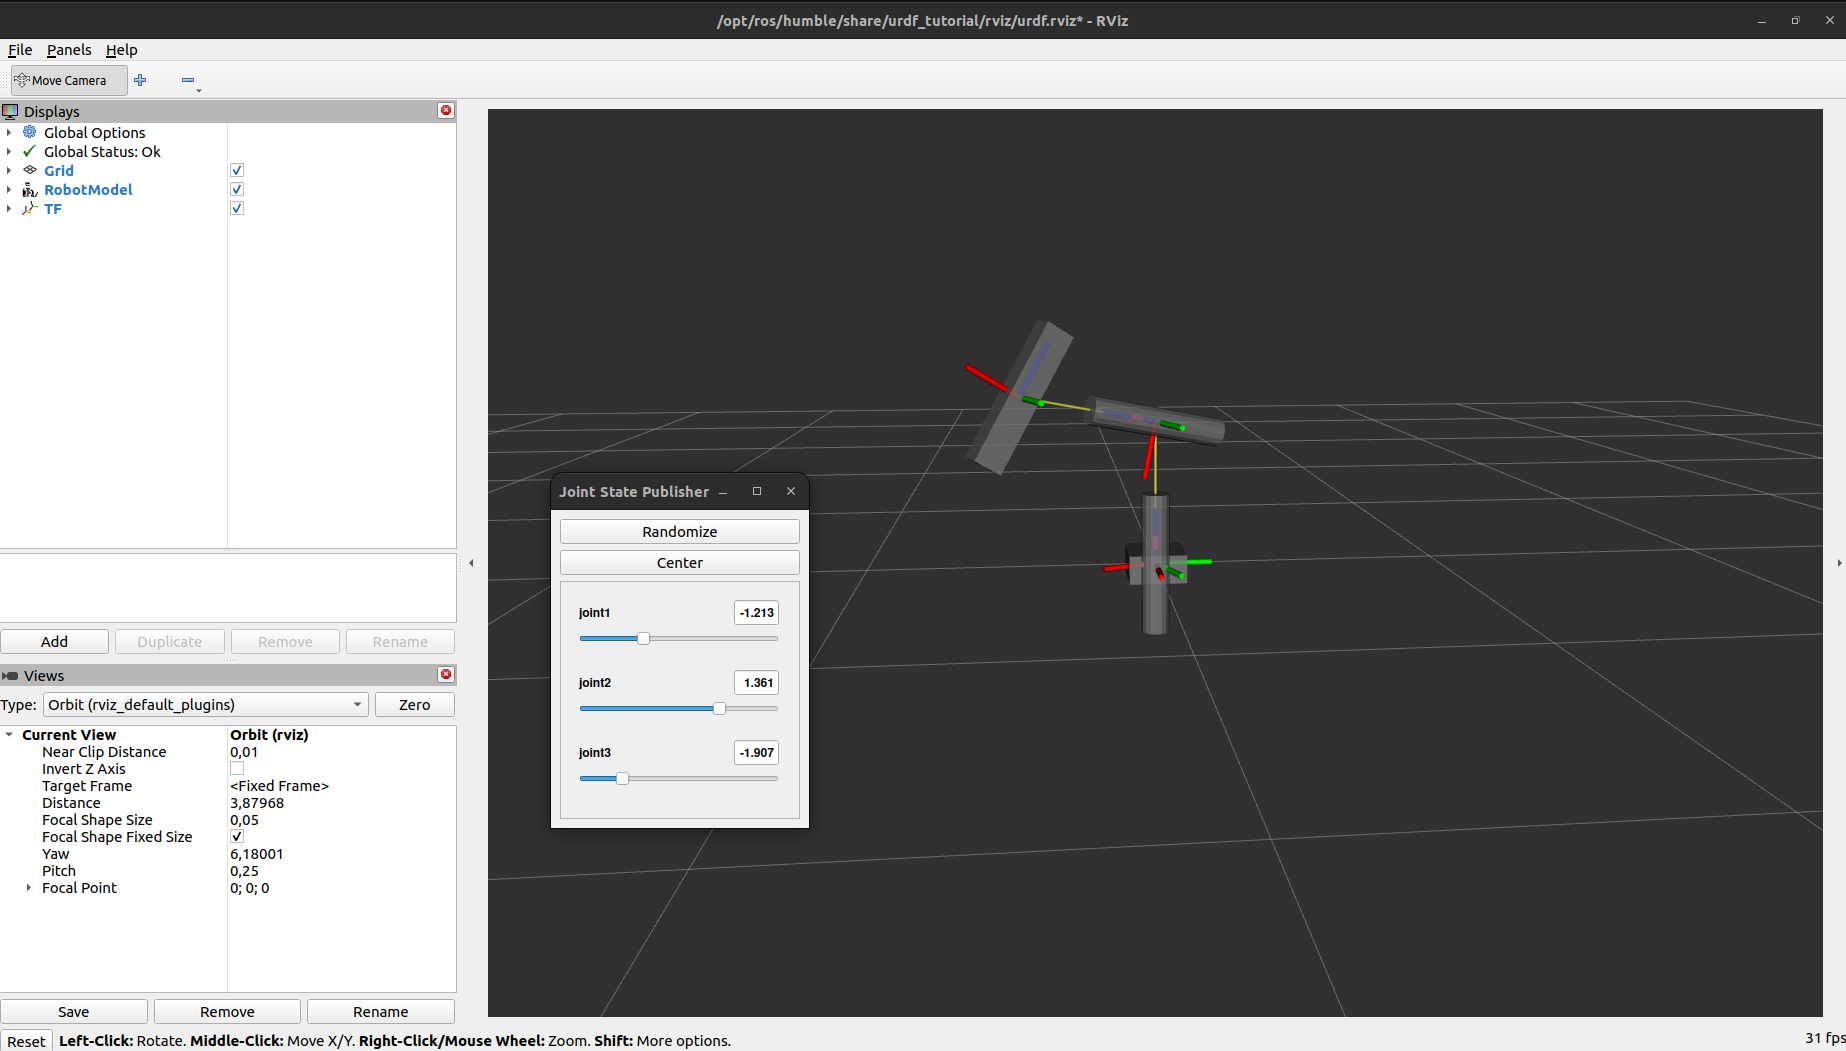 /opt/ros/humble/share/urdf_tutorial/rviz/urdf.rviz* - RViz
File Panels Help
Move Camera
Displays
Global Options
Global Status: Ok
Grid
RobotModel
TF
Add Duplicate Remove Rename
Views
Type: Orbit (rviz_default_plugins) Zero
Current View Orbit (rviz)
Near Clip Distance 0,01
Invert Z Axis
Target Frame <Fixed Frame>
Distance 3,87968
Focal Shape Size 0,05
Focal Shape Fixed Size
Yaw 6,18001
Pitch 0,25
Focal Point 0; 0; 0
Save Remove Rename
Joint State Publisher
Randomize
Center
joint1 -1.213
joint2 1.361
joint3 -1.907
Reset Left-Click: Rotate. Middle-Click: Move X/Y. Right-Click/Mouse Wheel: Zoom. Shift: More options. 31 fps